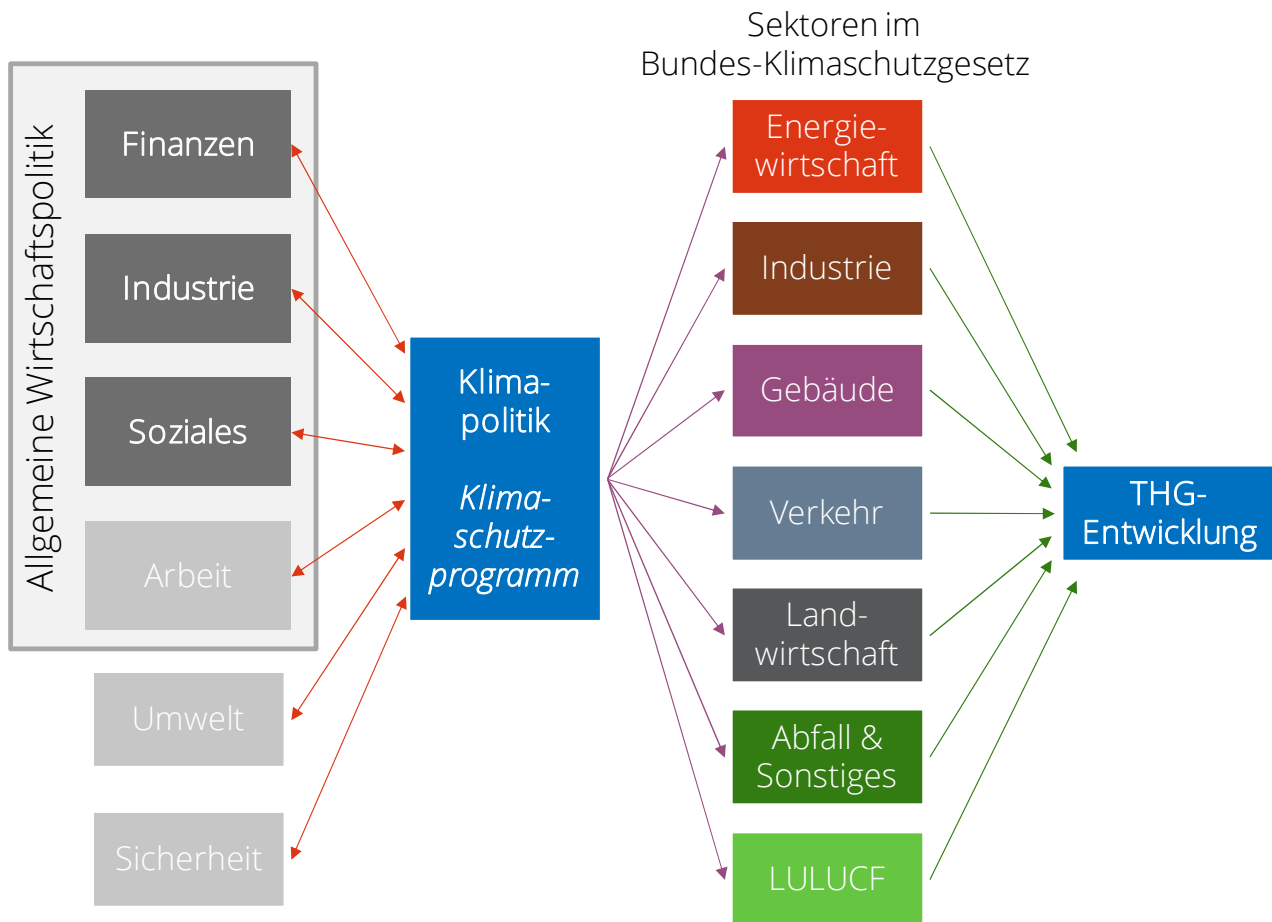 Sektoren im
Bundes-Klimaschutzgesetz
Allgemeine Wirtschaftspolitik
Finanzen
Industrie
Soziales
Arbeit
Umwelt
Sicherheit
Klima-
politik
Klima-
schutz-
programm
Energie-
wirtschaft
Industrie
Gebäude
Verkehr
Land-
wirtschaft
Abfall &
Sonstiges
LULUCF
THG-
Entwicklung